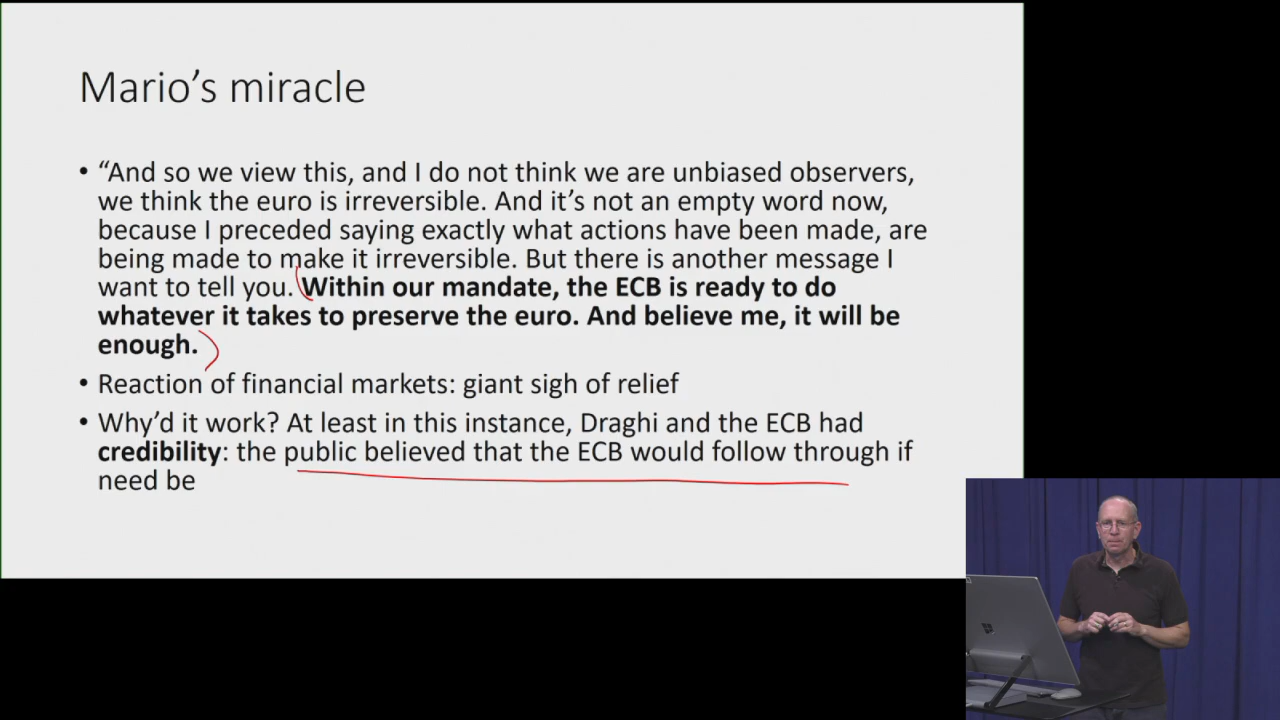 Mario’s miracle
• “And so we view this, and I do not think we are unbiased observers,
we think the euro is irreversible. And it’s not an empty word now,
because I preceded saying exactly what actions have been made, are
being made to make it irreversible. But there is another message I
want to tell you. Within our mandate, the ECB is ready to do
whatever it takes to preserve the euro. And believe me, it will be
enough.
• Reaction of financial markets: giant sigh of relief
• Why’d it work? At least in this instance, Draghi and the ECB had
credibility: the public believed that the ECB would follow through if
need be